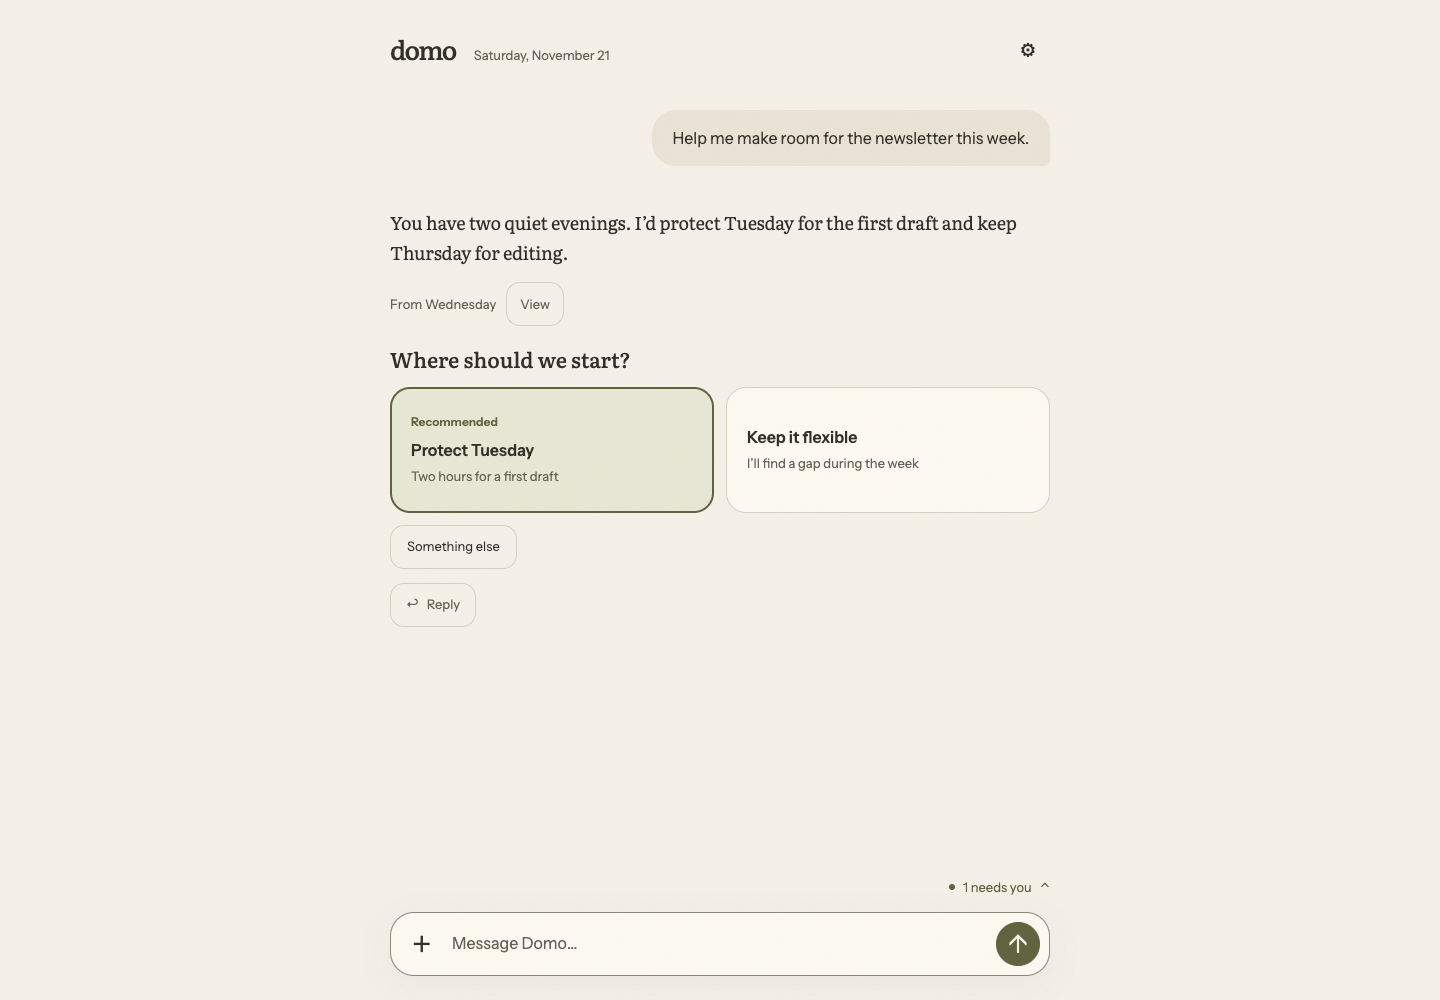 domo
Saturday, November 21
Help me make room for the newsletter this week.
You have two quiet evenings. I’d protect Tuesday for the first draft and keep
Thursday for editing.
From Wednesday
View
Where should we start?
Recommended
Protect Tuesday
Two hours for a first draft
Keep it flexible
I’ll find a gap during the week
Something else
Reply
1 needs you
Message Domo…